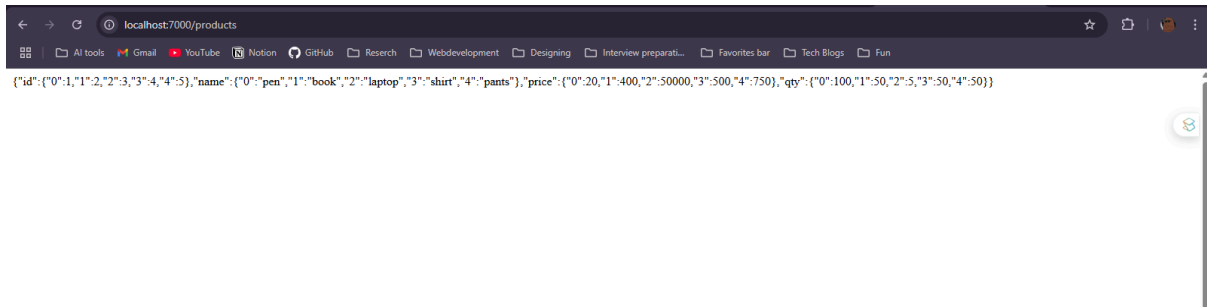 localhost:7000/products
AI tools Gmail YouTube Notion GitHub Reserch Webdevelopment Designing Interview preparati... Favorites bar Tech Blogs Fun
{"id":{"0":1,"1":2,"2":3,"3":4,"4":5},"name":{"0":"pen","1":"book","2":"laptop","3":"shirt","4":"pants"},"price":{"0":20,"1":400,"2":50000,"3":500,"4":750},"qty":{"0":100,"1":50,"2":5,"3":50,"4":50}}